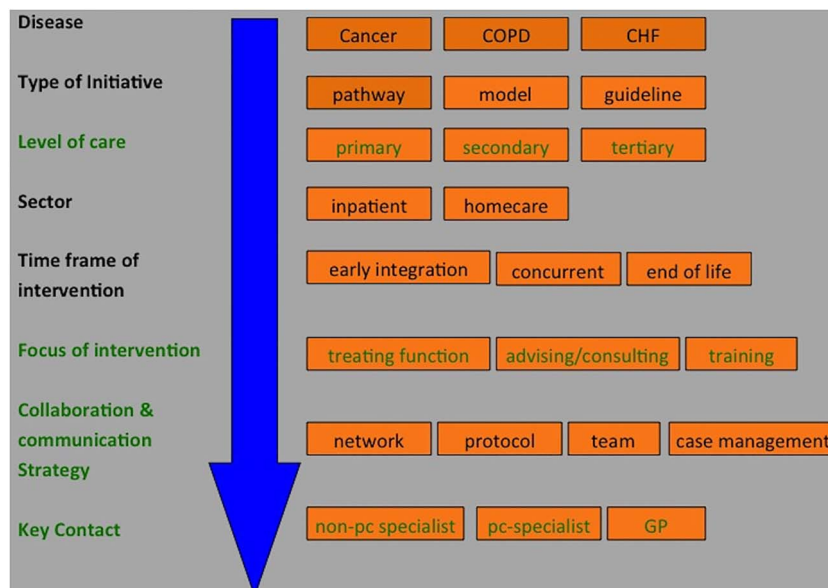 Disease
Cancer COPD CHF
Type of Initiative
pathway model guideline
Level of care
primary secondary tertiary
Sector
inpatient homecare
Time frame of
intervention
early integration concurrent end of life
Focus of intervention
treating function advising/consulting training
Collaboration &
communication
Strategy
network protocol team case management
Key Contact
non-pc specialist pc-specialist GP